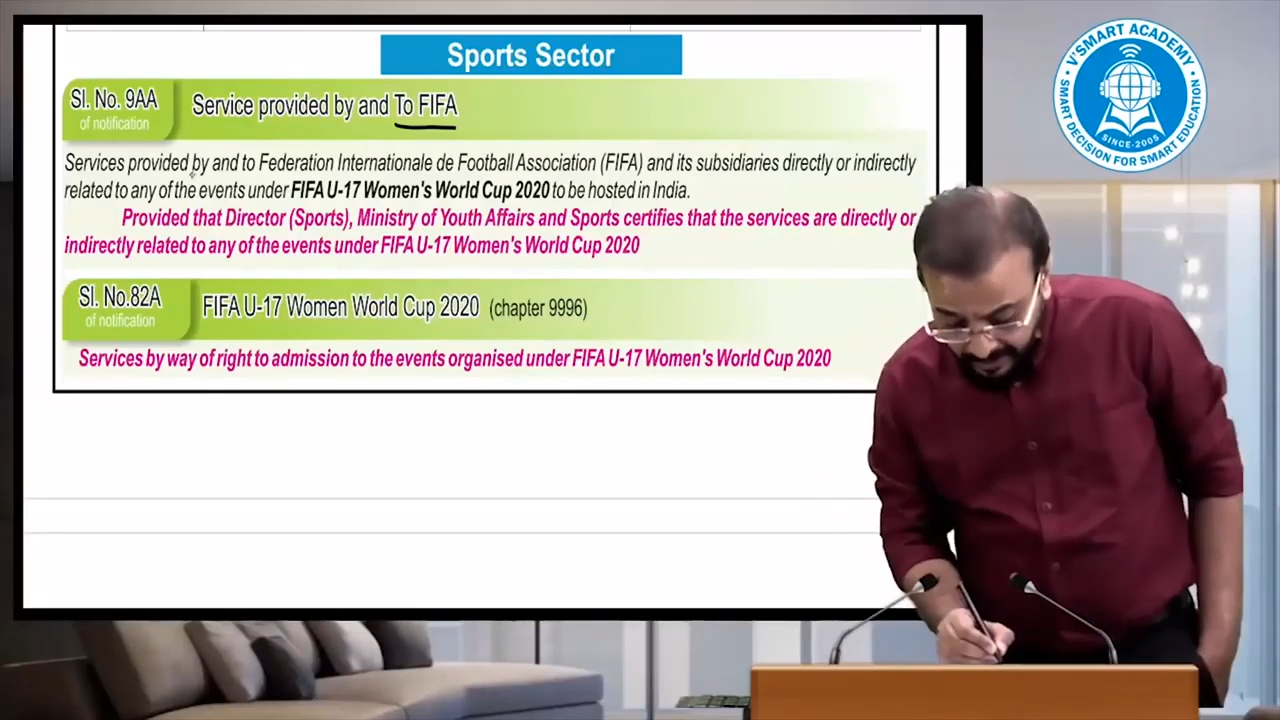 Sports Sector
Sl. No. 9AA
of notification
Service provided by and To FIFA
Services provided by and to Federation Internationale de Football Association (FIFA) and its subsidiaries directly or indirectly
related to any of the events under FIFA U-17 Women's World Cup 2020 to be hosted in India.
Provided that Director (Sports), Ministry of Youth Affairs and Sports certifies that the services are directly or
indirectly related to any of the events under FIFA U-17 Women's World Cup 2020
Sl. No.82A
of notification
FIFA U-17 Women World Cup 2020 (chapter 9996)
Services by way of right to admission to the events organised under FIFA U-17 Women's World Cup 2020
V'SMART ACADEMY
SINCE-2005
SMART DECISION FOR SMART EDUCATION